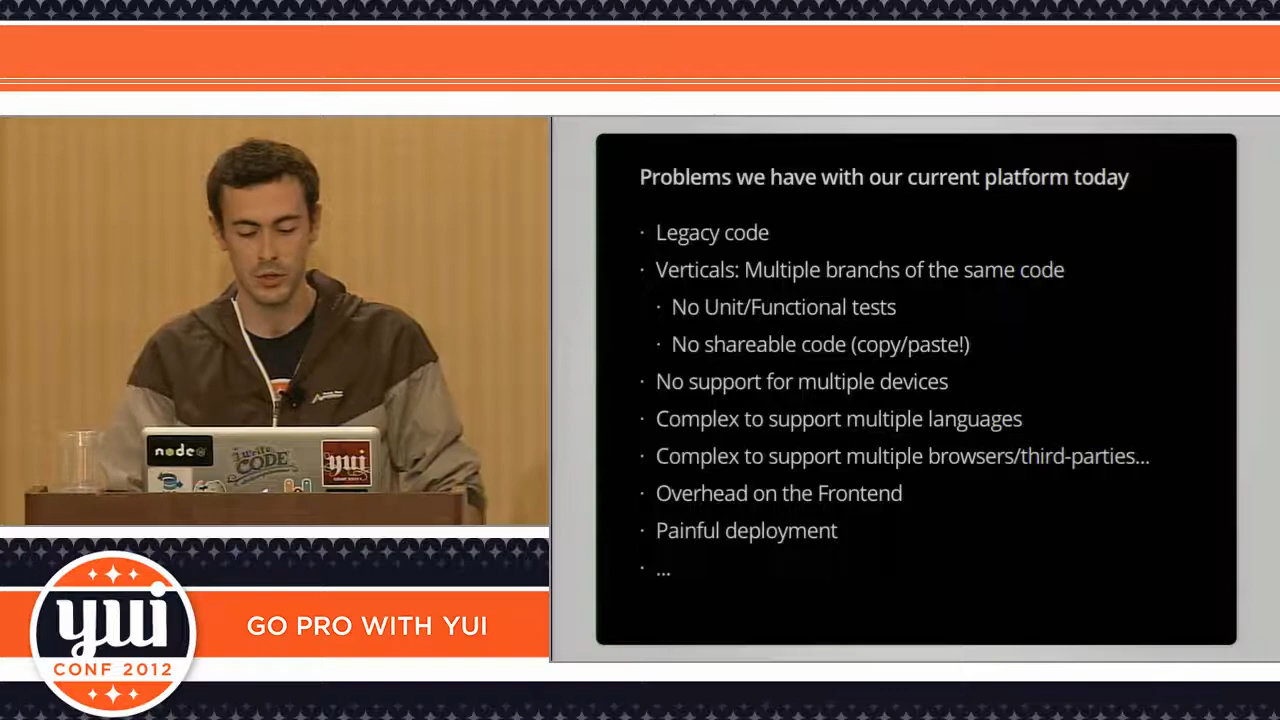 Problems we have with our current platform today
· Legacy code
· Verticals: Multiple branchs of the same code
· No Unit/Functional tests
· No shareable code (copy/paste!)
· No support for multiple devices
· Complex to support multiple languages
· Complex to support multiple browsers/third-parties...
· Overhead on the Frontend
· Painful deployment
· ...
node
I Write
CODE
yui
yui
CONF 2012
GO PRO WITH YUI